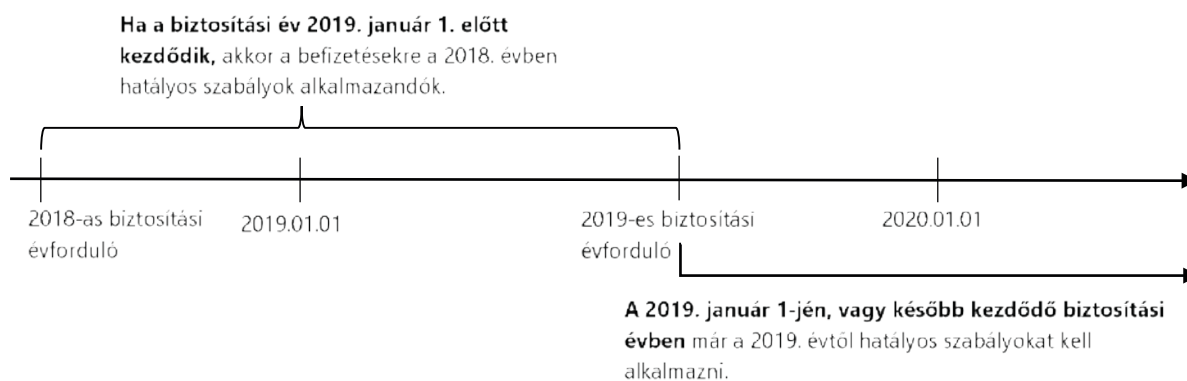 Ha a biztosítási év 2019. január 1. előtt
kezdődik, akkor a befizetésekre a 2018. évben
hatályos szabályok alkalmazandók.
2018-as biztosítási
évforduló
2019.01.01
2019-es biztosítási
évforduló
2020.01.01
A 2019. január 1-jén, vagy később kezdődő biztosítási
évben már a 2019. évtől hatályos szabályokat kell
alkalmazni.